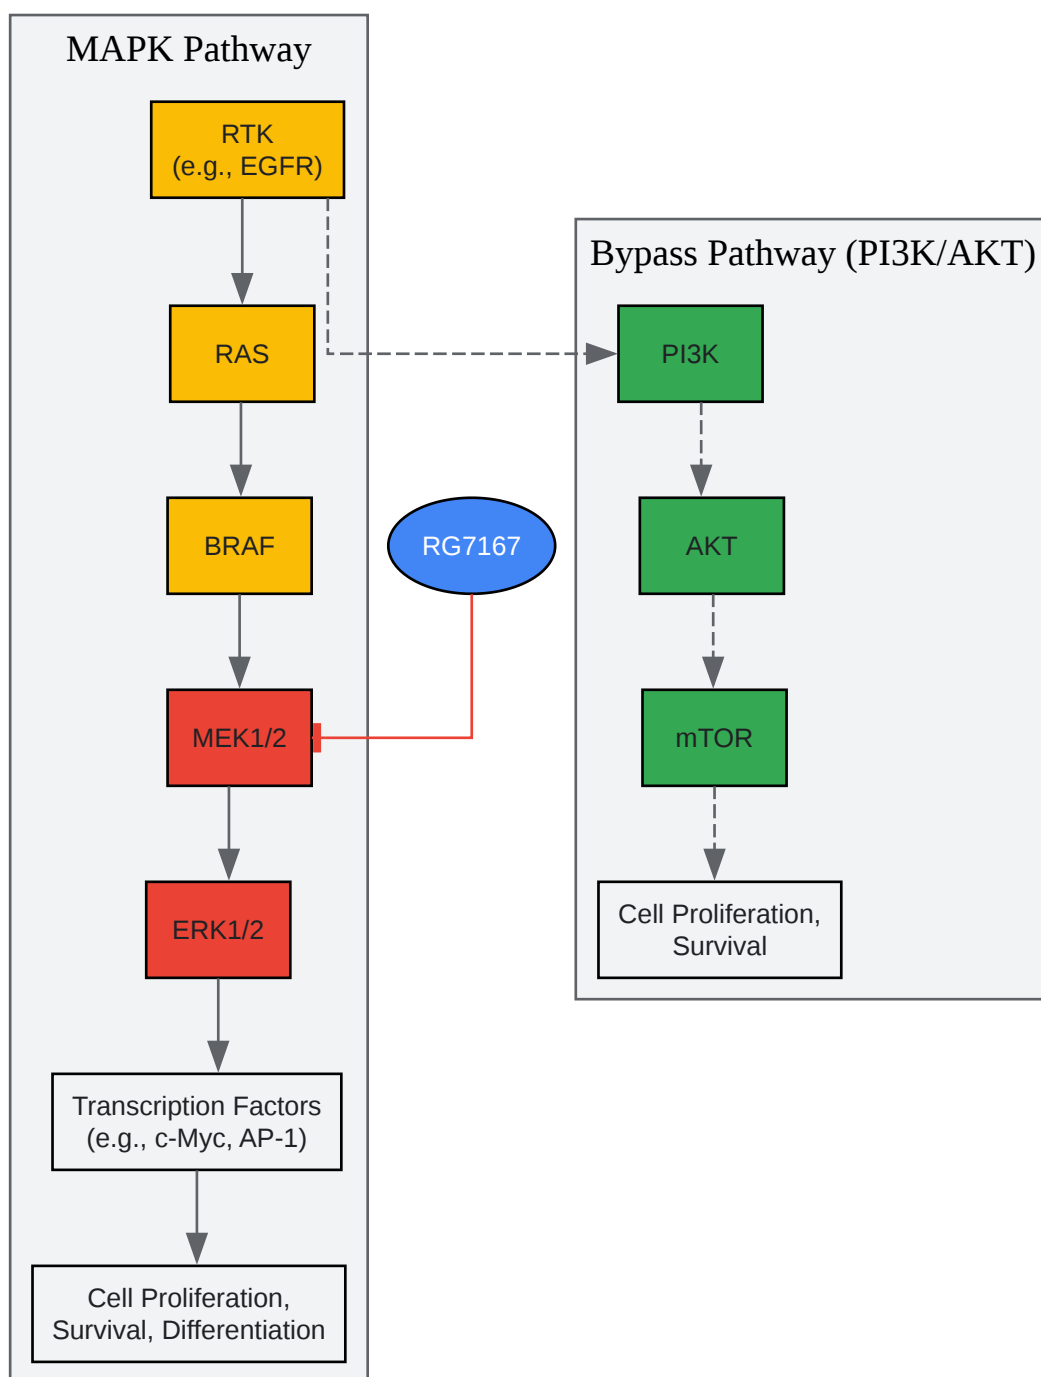 MAPK Pathway
RTK
(e.g., EGFR)
RAS
BRAF
MEK1/2
ERK1/2
Transcription Factors
(e.g., c-Myc, AP-1)
Cell Proliferation,
Survival, Differentiation
RG7167
Bypass Pathway (PI3K/AKT)
PI3K
AKT
mTOR
Cell Proliferation,
Survival